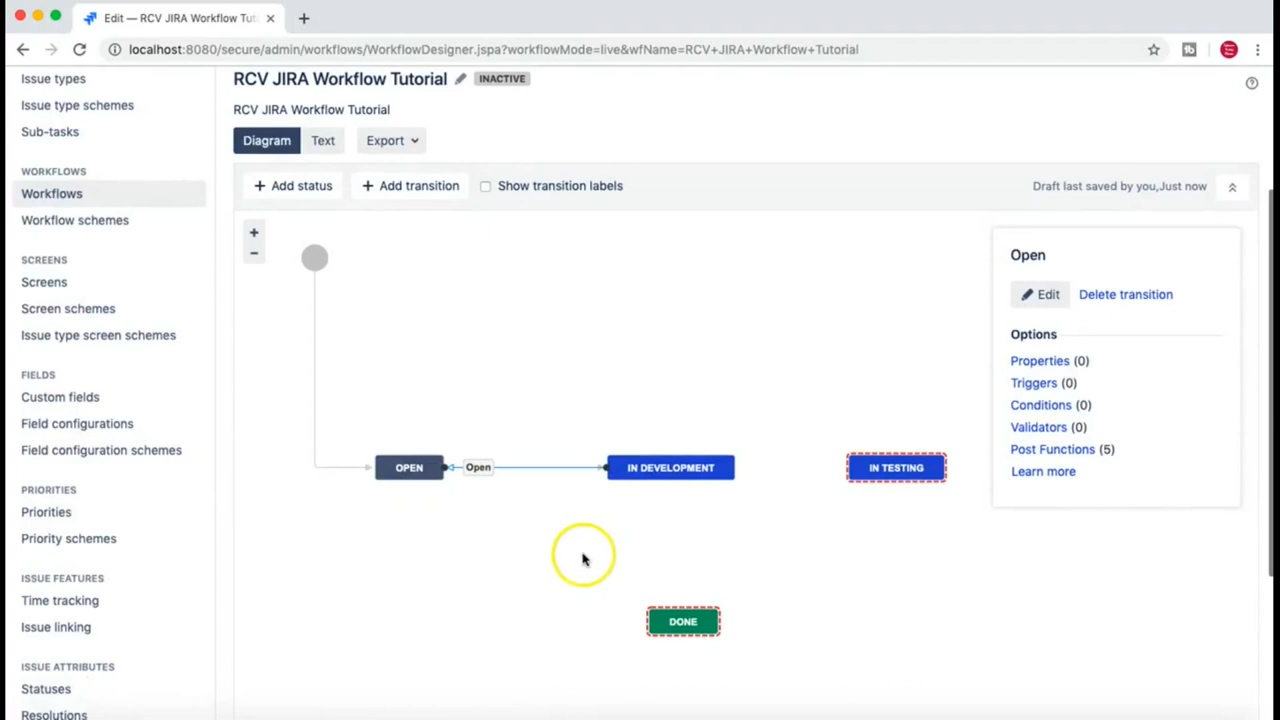 Edit — RCV JIRA Workflow Tut
localhost:8080/secure/admin/workflows/WorkflowDesigner.jspa?workflowMode=live&wfName=RCV+JIRA+Workflow+Tutorial
Issue types
Issue type schemes
Sub-tasks
WORKFLOWS
Workflows
Workflow schemes
SCREENS
Screens
Screen schemes
Issue type screen schemes
FIELDS
Custom fields
Field configurations
Field configuration schemes
PRIORITIES
Priorities
Priority schemes
ISSUE FEATURES
Time tracking
Issue linking
ISSUE ATTRIBUTES
Statuses
Resolutions
RCV JIRA Workflow Tutorial INACTIVE
RCV JIRA Workflow Tutorial
Diagram Text Export
+ Add status + Add transition Show transition labels Draft last saved by you,Just now
+
−
OPEN Open IN DEVELOPMENT IN TESTING
DONE
Open
Edit Delete transition
Options
Properties (0)
Triggers (0)
Conditions (0)
Validators (0)
Post Functions (5)
Learn more